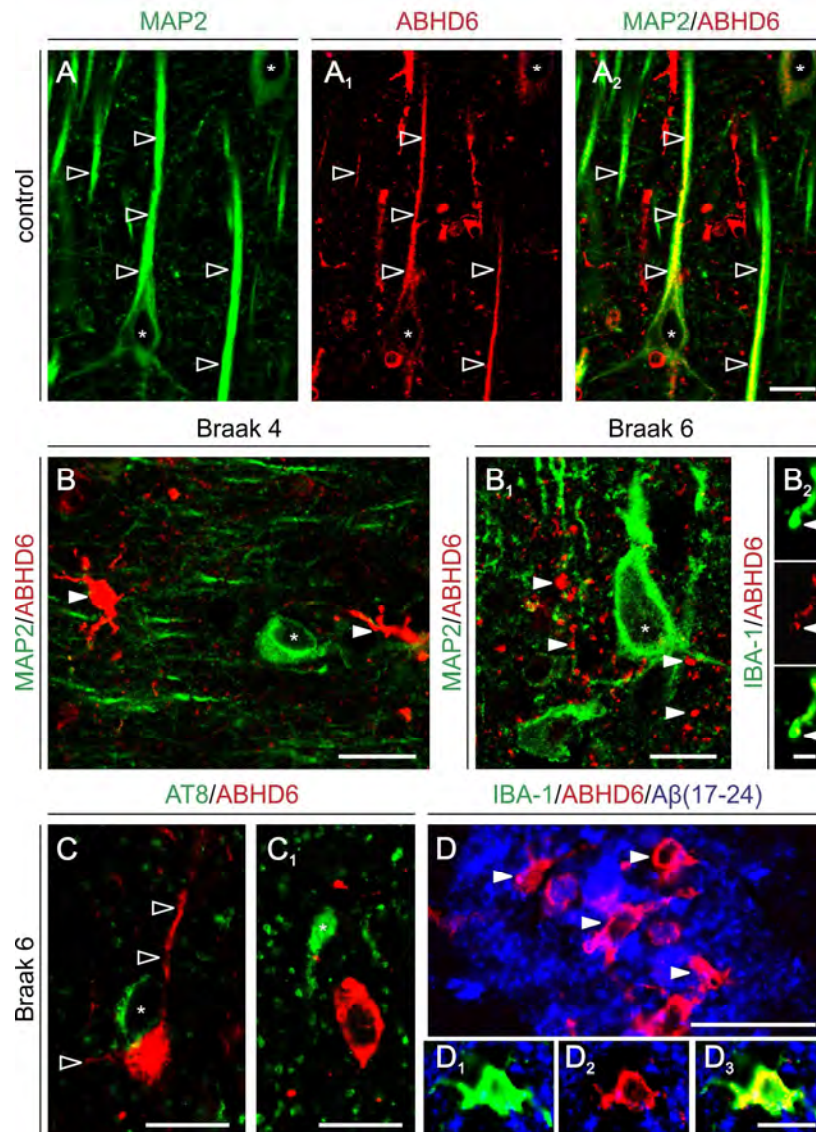 MAP2 ABHD6 MAP2/ABHD6
control
A A₁ A₂
* * * * * *
Braak 4 Braak 6
MAP2/ABHD6 MAP2/ABHD6 IBA-1/ABHD6
B B₁ B₂
* *
AT8/ABHD6 IBA-1/ABHD6/Aβ(17-24)
Braak 6
C C₁ D
* *
D₁ D₂ D₃